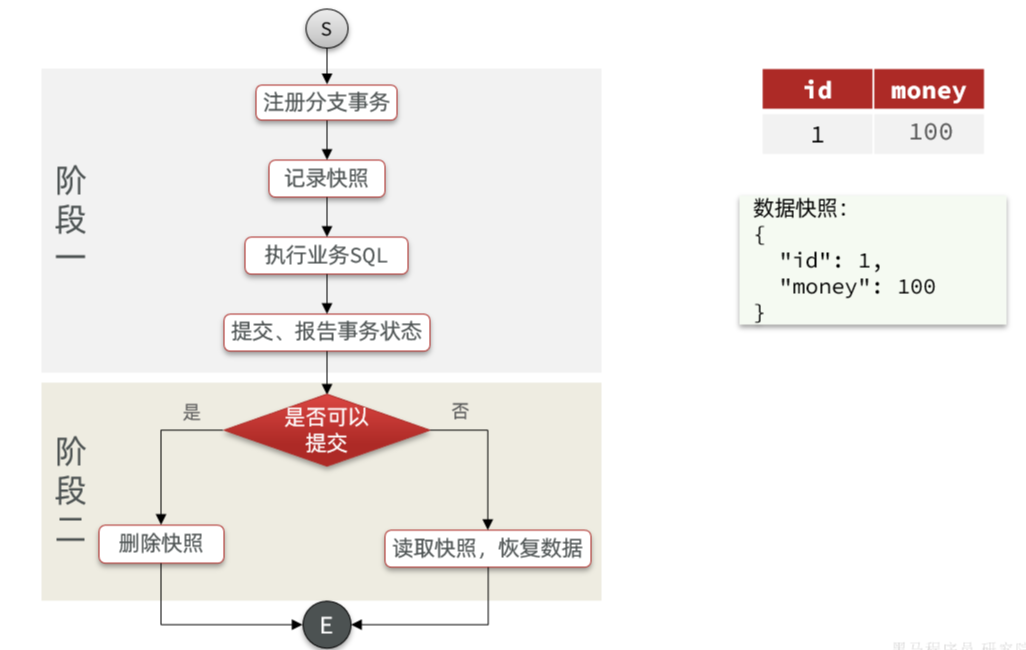 S
注册分支事务
记录快照
执行业务SQL
提交、报告事务状态
阶段一
是否可以
提交
是
否
阶段二
删除快照
读取快照，恢复数据
E
id money
1 100
数据快照：
{
"id": 1,
"money": 100
}